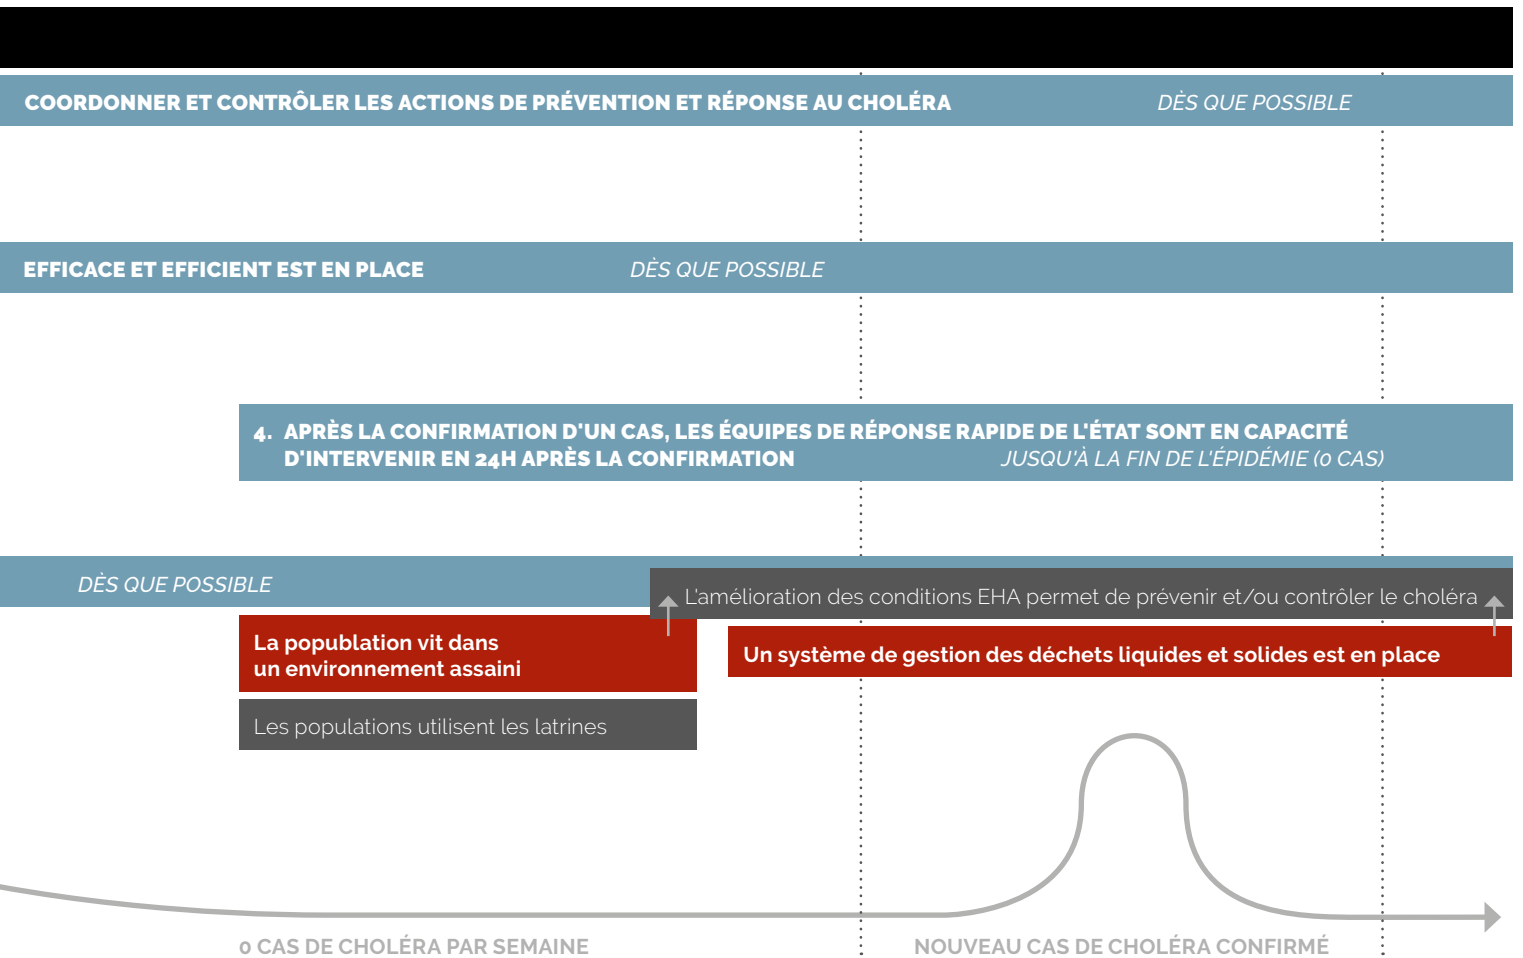 COORDONNER ET CONTRÔLER LES ACTIONS DE PRÉVENTION ET RÉPONSE AU CHOLÉRA DÈS QUE POSSIBLE
EFFICACE ET EFFICIENT EST EN PLACE DÈS QUE POSSIBLE
4. APRÈS LA CONFIRMATION D'UN CAS, LES ÉQUIPES DE RÉPONSE RAPIDE DE L'ÉTAT SONT EN CAPACITÉ
D'INTERVENIR EN 24H APRÈS LA CONFIRMATION JUSQU'À LA FIN DE L'ÉPIDÉMIE (0 CAS)
DÈS QUE POSSIBLE
L'amélioration des conditions EHA permet de prévenir et/ou contrôler le choléra
La popublation vit dans
un environnement assaini
Un système de gestion des déchets liquides et solides est en place
Les populations utilisent les latrines
0 CAS DE CHOLÉRA PAR SEMAINE
NOUVEAU CAS DE CHOLÉRA CONFIRMÉ